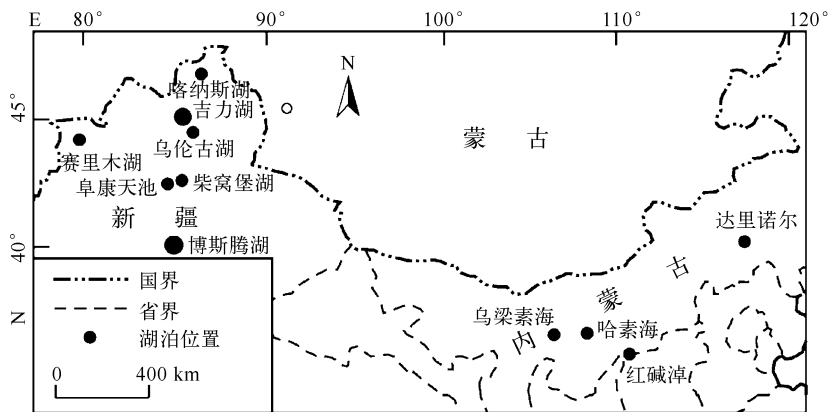 E 80° 90° 100° 110° 120°
N
喀纳斯湖
45°
吉力湖
蒙 古
乌伦古湖
赛里木湖
阜康天池
柴窝堡湖
新 疆
达里诺尔
40°
博斯腾湖
国界
内蒙古
省界
乌梁素海
哈素海
N
湖泊位置
红碱淖
0 400 km